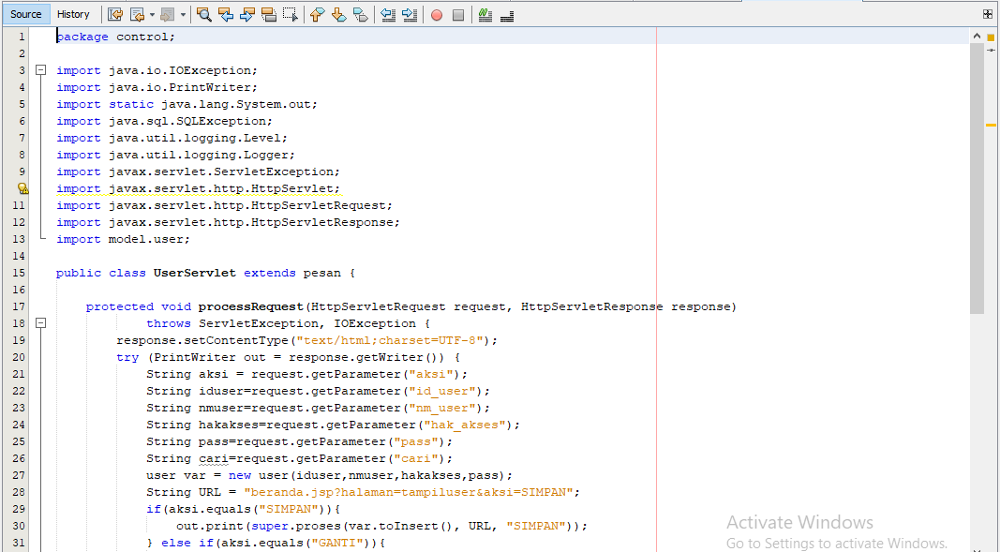 Source History
1 package control;
2
3 import java.io.IOException;
4 import java.io.PrintWriter;
5 import static java.lang.System.out;
6 import java.sql.SQLException;
7 import java.util.logging.Level;
8 import java.util.logging.Logger;
9 import javax.servlet.ServletException;
import javax.servlet.http.HttpServlet;
11 import javax.servlet.http.HttpServletRequest;
12 import javax.servlet.http.HttpServletResponse;
13 import model.user;
14
15 public class UserServlet extends pesan {
16
17     protected void processRequest(HttpServletRequest request, HttpServletResponse response)
18             throws ServletException, IOException {
19         response.setContentType("text/html;charset=UTF-8");
20         try (PrintWriter out = response.getWriter()) {
21             String aksi = request.getParameter("aksi");
22             String iduser=request.getParameter("id_user");
23             String nmuser=request.getParameter("nm_user");
24             String hakakses=request.getParameter("hak_akses");
25             String pass=request.getParameter("pass");
26             String cari=request.getParameter("cari");
27             user var = new user(iduser,nmuser,hakakses,pass);
28             String URL = "beranda.jsp?halaman=tampiluser&aksi=SIMPAN";
29             if(aksi.equals("SIMPAN")){
30                 out.print(super.proses(var.toInsert(), URL, "SIMPAN"));
31             } else if(aksi.equals("GANTI")){
Activate Windows
Go to Settings to activate Windows.